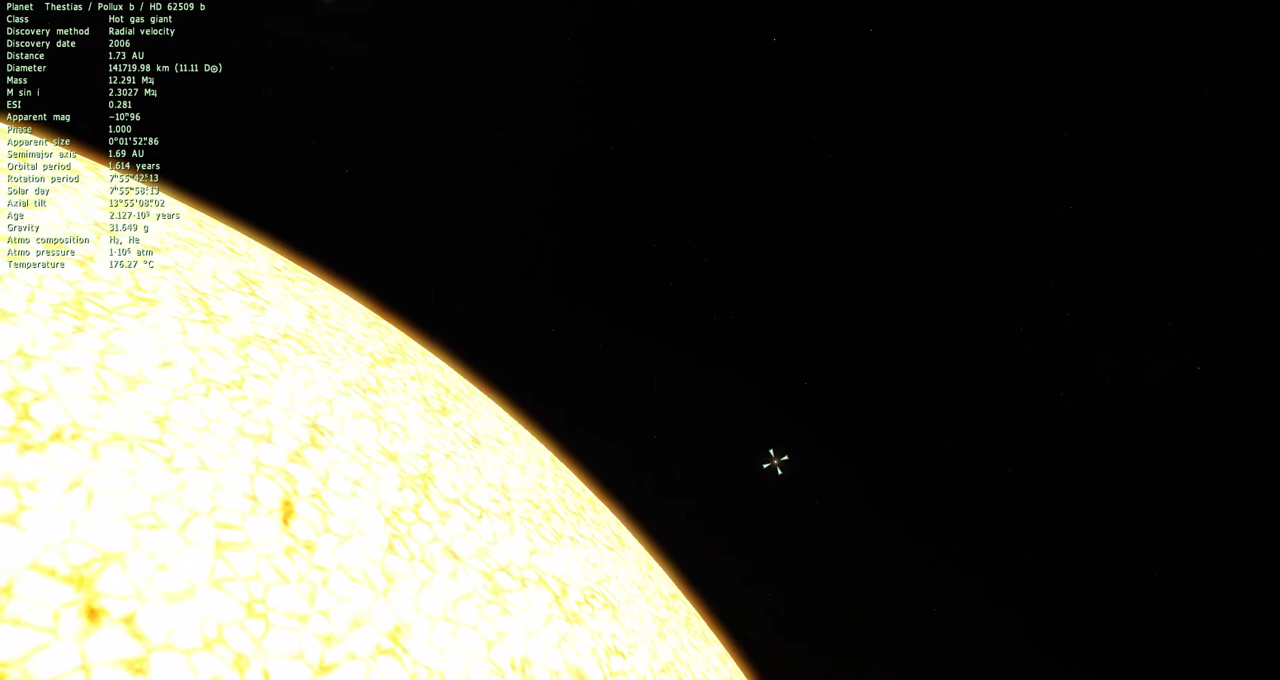 Planet Thestias / Pollux b / HD 62509 b
Class Hot gas giant
Discovery method Radial velocity
Discovery date 2006
Distance 1.73 AU
Diameter 141719.98 km (11.11 D⊕)
Mass 12.291 M♃
M sin i 2.3027 M♃
ESI 0.281
Apparent mag −10ᵐ96
Phase 1.000
Apparent size 0°01'52"86
Semimajor axis 1.69 AU
Orbital period 1.614 years
Rotation period 7ʰ55ᵐ42ˢ13
Solar day 7ʰ55ᵐ58ˢ13
Axial tilt 13°55'08"02
Age 2.127·10⁹ years
Gravity 31.649 g
Atmo composition H₂, He
Atmo pressure 1·10⁵ atm
Temperature 176.27 °C